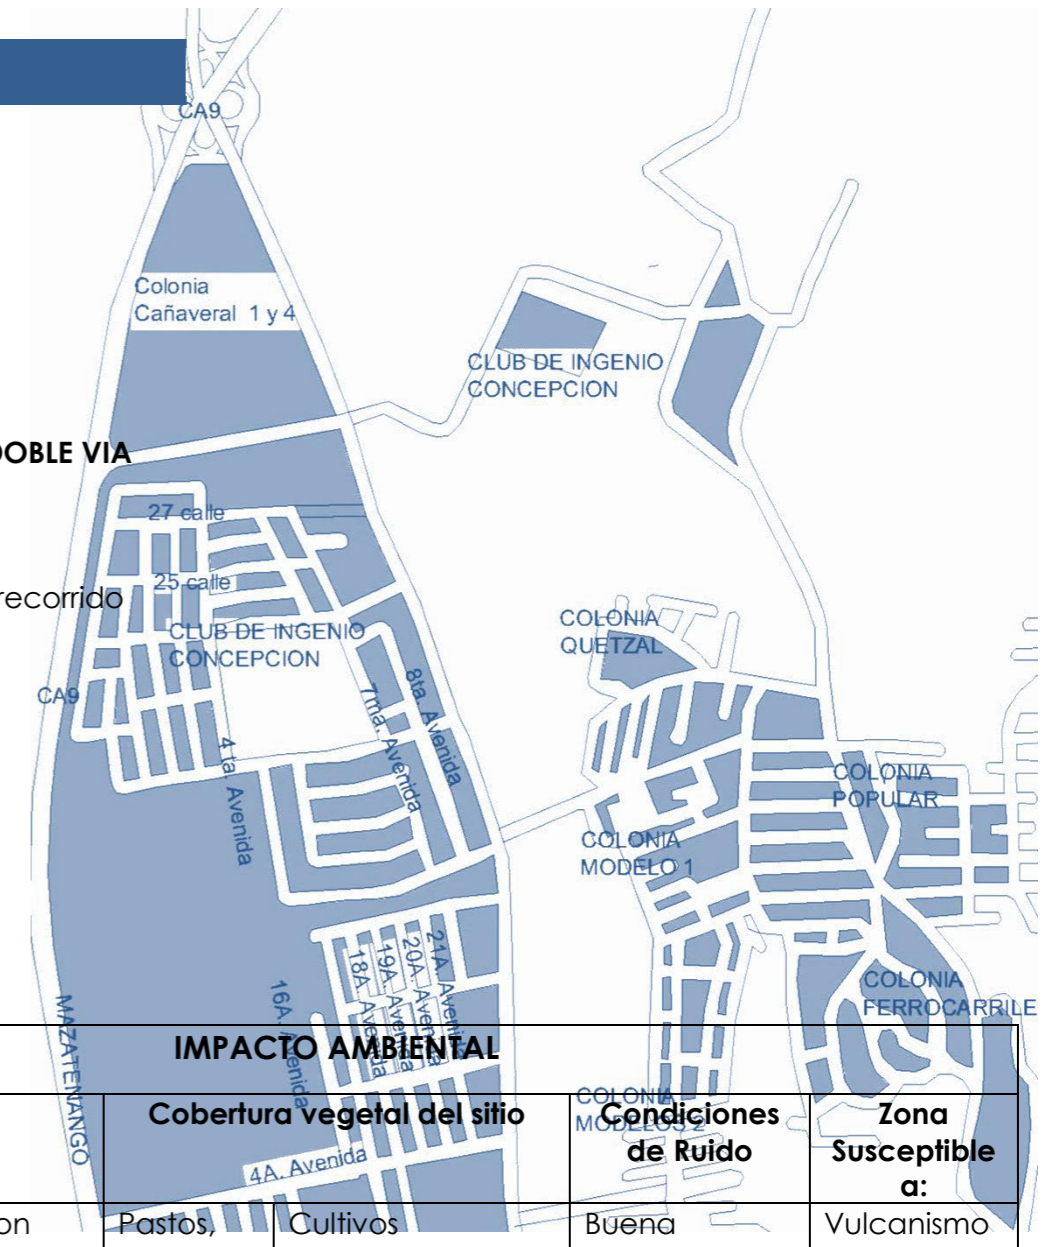 CA9
Colonia
Cañaveral 1 y 4
CLUB DE INGENIO
CONCEPCION
DOBLE VIA
27 calle
25 calle
recorrido
CLUB DE INGENIO
CONCEPCION
COLONIA
QUETZAL
CA9
7ma. Avenida
8ta. Avenida
4 ta. Avenida
COLONIA
POPULAR
COLONIA
MODELO 1
18A. Avenida
19A. Avenida
20A. Avenida
21A. Avenida
16A. Avenida
COLONIA
FERROCARRILE
MAZATENANGO
IMPACTO AMBIENTAL
COLONIA
MODELOS 2
Cobertura vegetal del sitio
Condiciones
de Ruido
Zona
Susceptible
a:
4A. Avenida
on
Pastos,
Cultivos
Buena
Vulcanismo